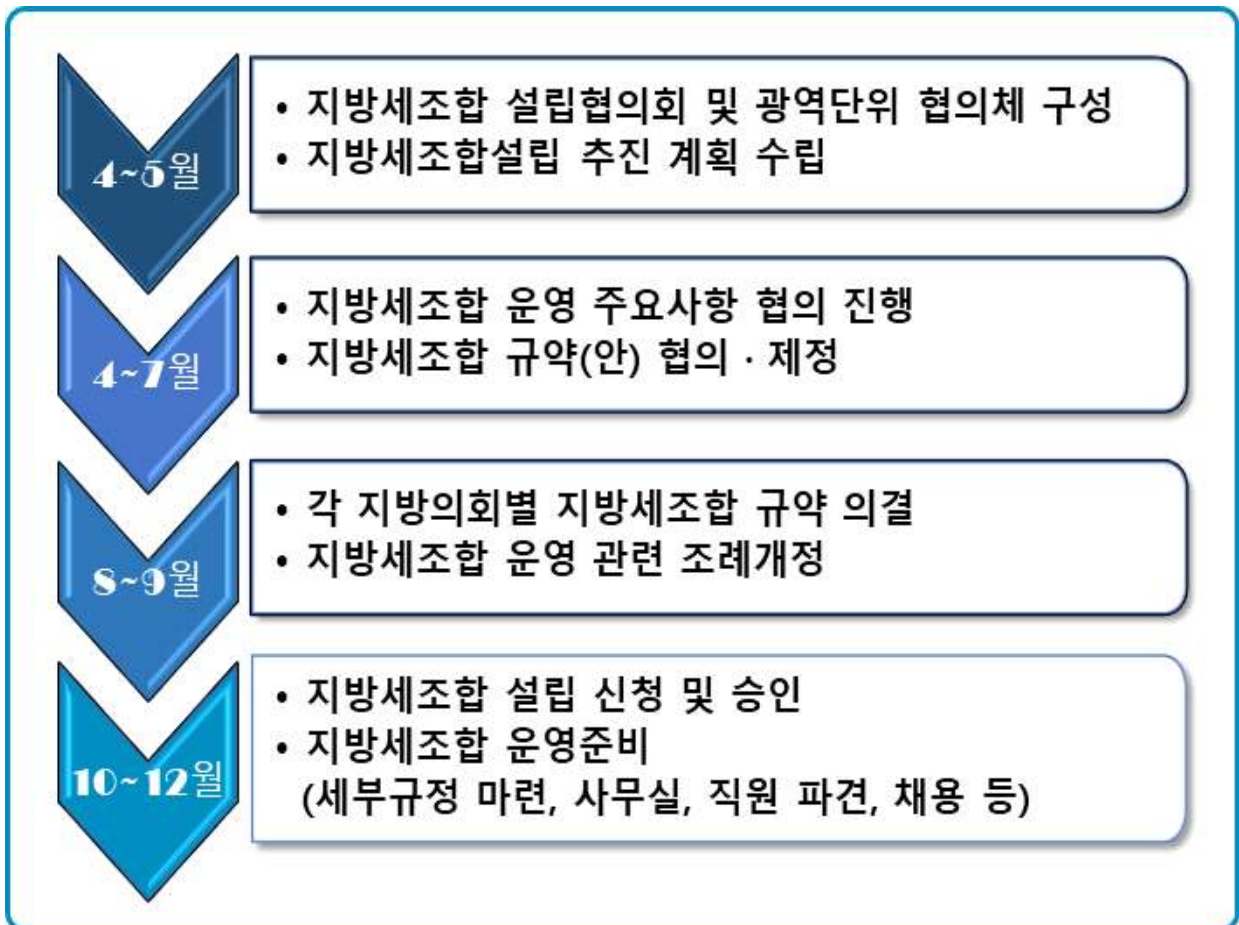 4~5월
• 지방세조합 설립협의회 및 광역단위 협의체 구성
• 지방세조합설립 추진 계획 수립
4~7월
• 지방세조합 운영 주요사항 협의 진행
• 지방세조합 규약(안) 협의 · 제정
8~9월
• 각 지방의회별 지방세조합 규약 의결
• 지방세조합 운영 관련 조례개정
10~12월
• 지방세조합 설립 신청 및 승인
• 지방세조합 운영준비
(세부규정 마련, 사무실, 직원 파견, 채용 등)